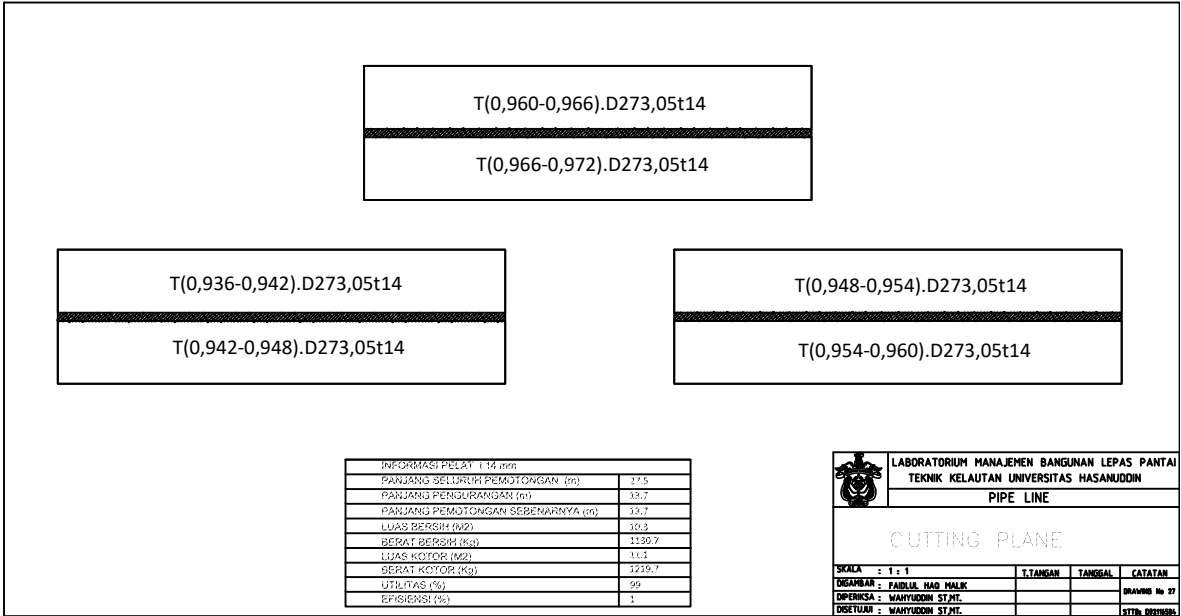 T(0,960-0,966).D273,05t14
T(0,966-0,972).D273,05t14
T(0,936-0,942).D273,05t14
T(0,942-0,948).D273,05t14
T(0,948-0,954).D273,05t14
T(0,954-0,960).D273,05t14
INFORMASI PELAT t 14 mm
PANJANG SELURUH PEMOTONGAN (m) 27.5
PANJANG PENGURANGAN (m) 13.7
PANJANG PEMOTONGAN SEBENARNYA (m) 13.7
LUAS BERSIH (M2) 10.3
BERAT BERSIH (Kg) 1130.7
LUAS KOTOR (M2) 11.1
BERAT KOTOR (Kg) 1219.7
UTILITAS (%) 99
EFISIENSI (%) 1
LABORATORIUM MANAJEMEN BANGUNAN LEPAS PANTAI
TEKNIK KELAUTAN UNIVERSITAS HASANUDDIN
PIPE LINE
CUTTING PLANE
SKALA : 1 : 1 T.TANGAN TANGGAL CATATAN
DIGAMBAR : FAIDLUL HAQ MALIK
DRAWING No 27
DIPERIKSA : WAHYUDDIN ST,MT.
DISETUJUI : WAHYUDDIN ST,MT.